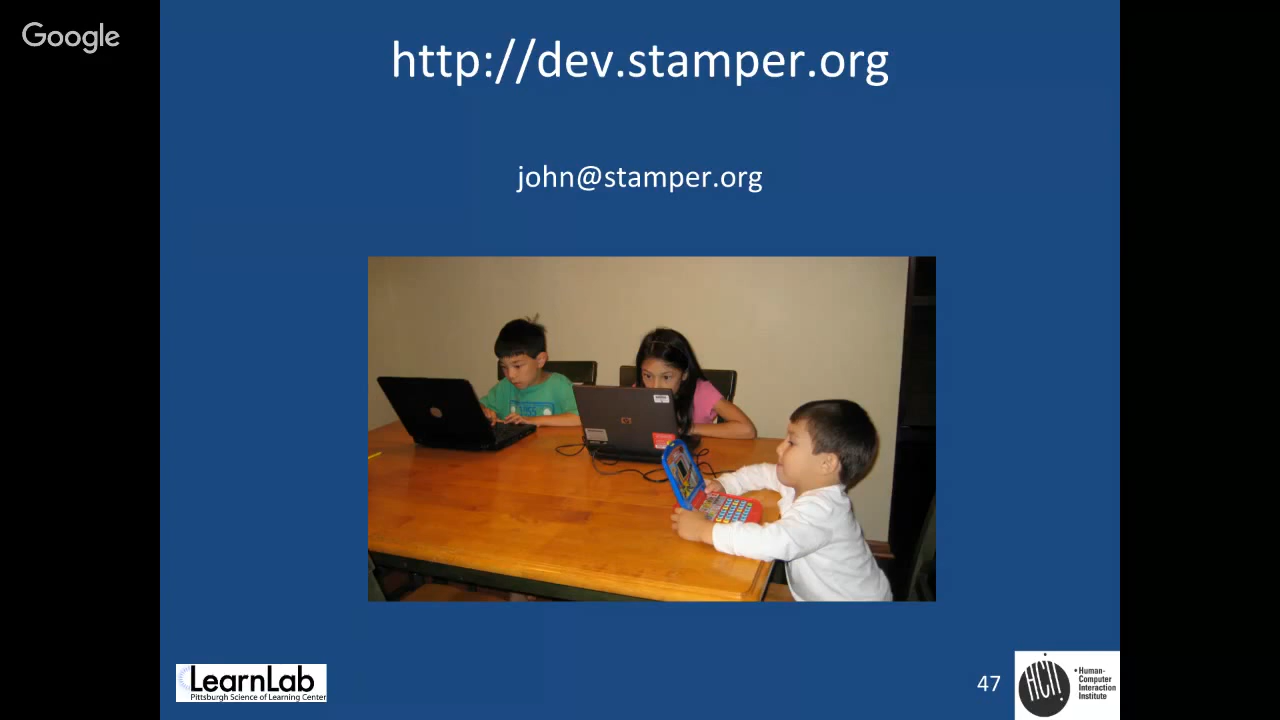 Google
http://dev.stamper.org
john@stamper.org
LearnLab
Pittsburgh Science of Learning Center
47
HCII
Human-
Computer
Interaction
Institute